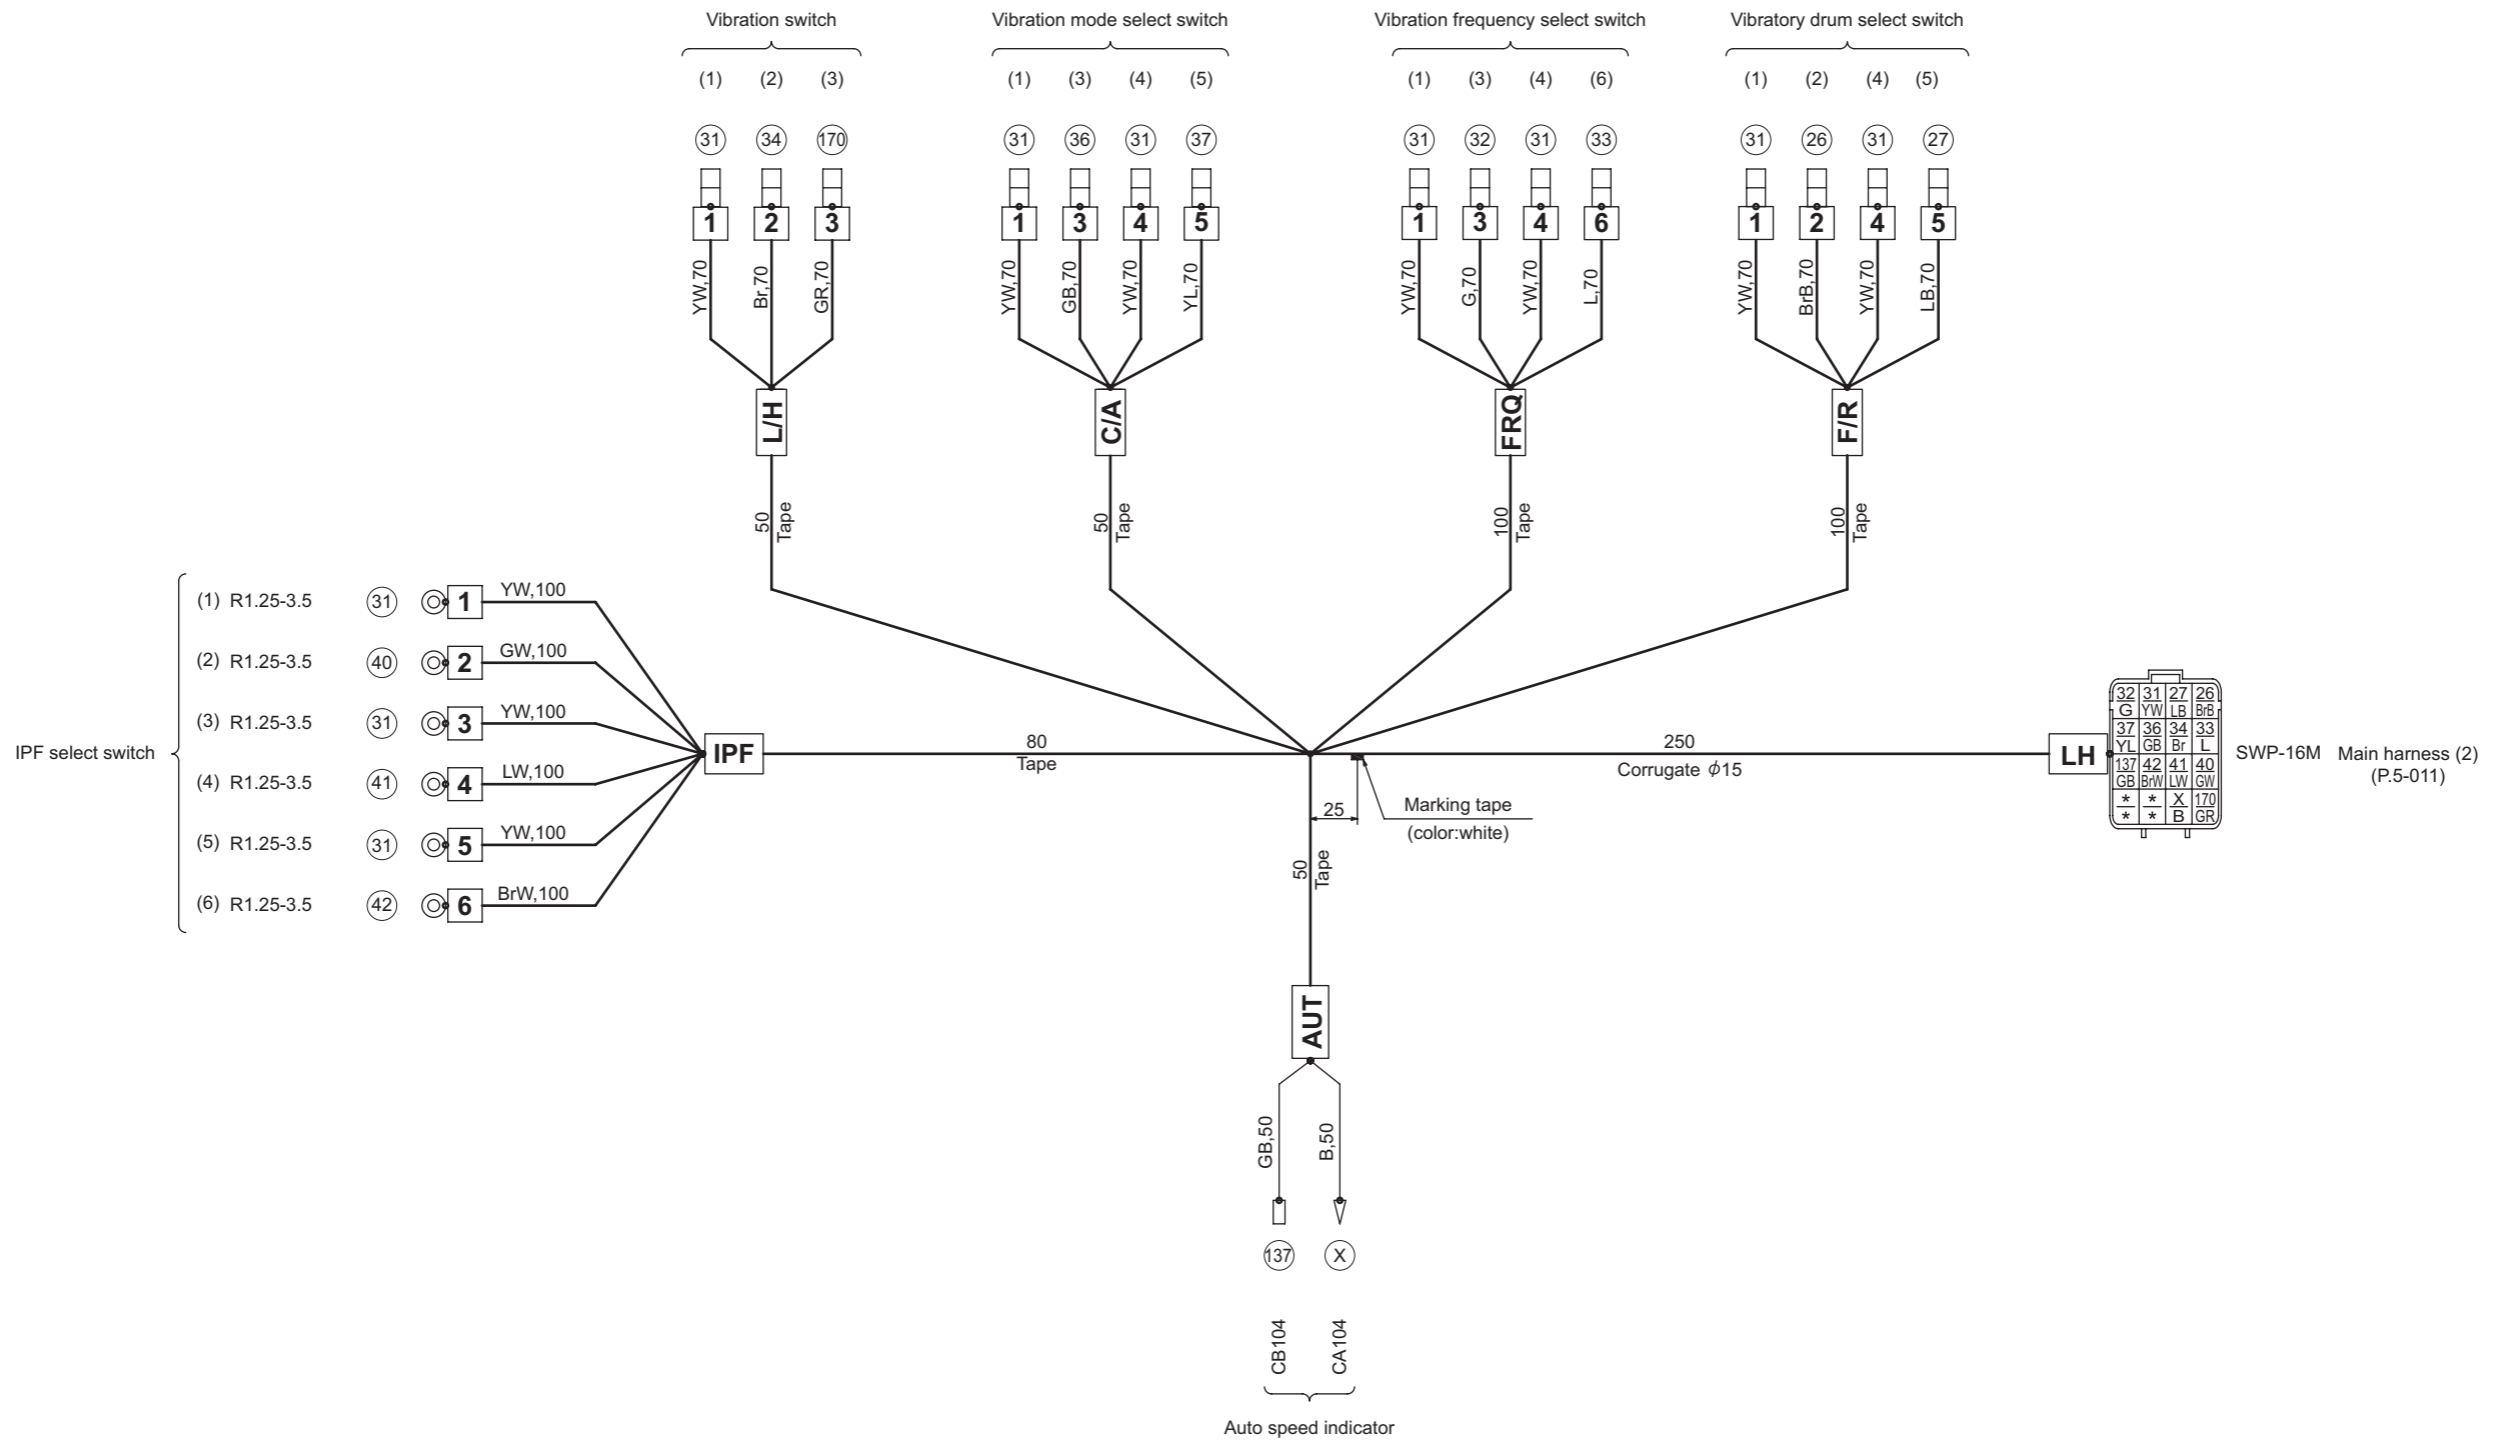 Vibration switch
Vibration mode select switch
Vibration frequency select switch
Vibratory drum select switch
(1) (2) (3)
(1) (3) (4) (5)
(1) (3) (4) (6)
(1) (2) (4) (5)
31 34 170
31 36 31 37
31 32 31 33
31 26 31 27
1 2 3
1 3 4 5
1 3 4 6
1 2 4 5
YW,70 Br,70 GR,70
YW,70 GB,70 YW,70 YL,70
YW,70 G,70 YW,70 L,70
YW,70 BrB,70 YW,70 LB,70
L/H
C/A
FRQ
F/R
50 Tape
50 Tape
100 Tape
100 Tape
IPF select switch
(1) R1.25-3.5 31 1 YW,100
(2) R1.25-3.5 40 2 GW,100
(3) R1.25-3.5 31 3 YW,100
(4) R1.25-3.5 41 4 LW,100
(5) R1.25-3.5 31 5 YW,100
(6) R1.25-3.5 42 6 BrW,100
IPF
80
Tape
250
Corrugate ϕ15
25
Marking tape
(color:white)
LH
32 31 27 26
G YW LB BrB
37 36 34 33
YL GB Br L
137 42 41 40
GB BrW LW GW
* * X 170
* * B GR
SWP-16M
Main harness (2)
(P.5-011)
50 Tape
AUT
GB,50 B,50
137 X
CB104 CA104
Auto speed indicator